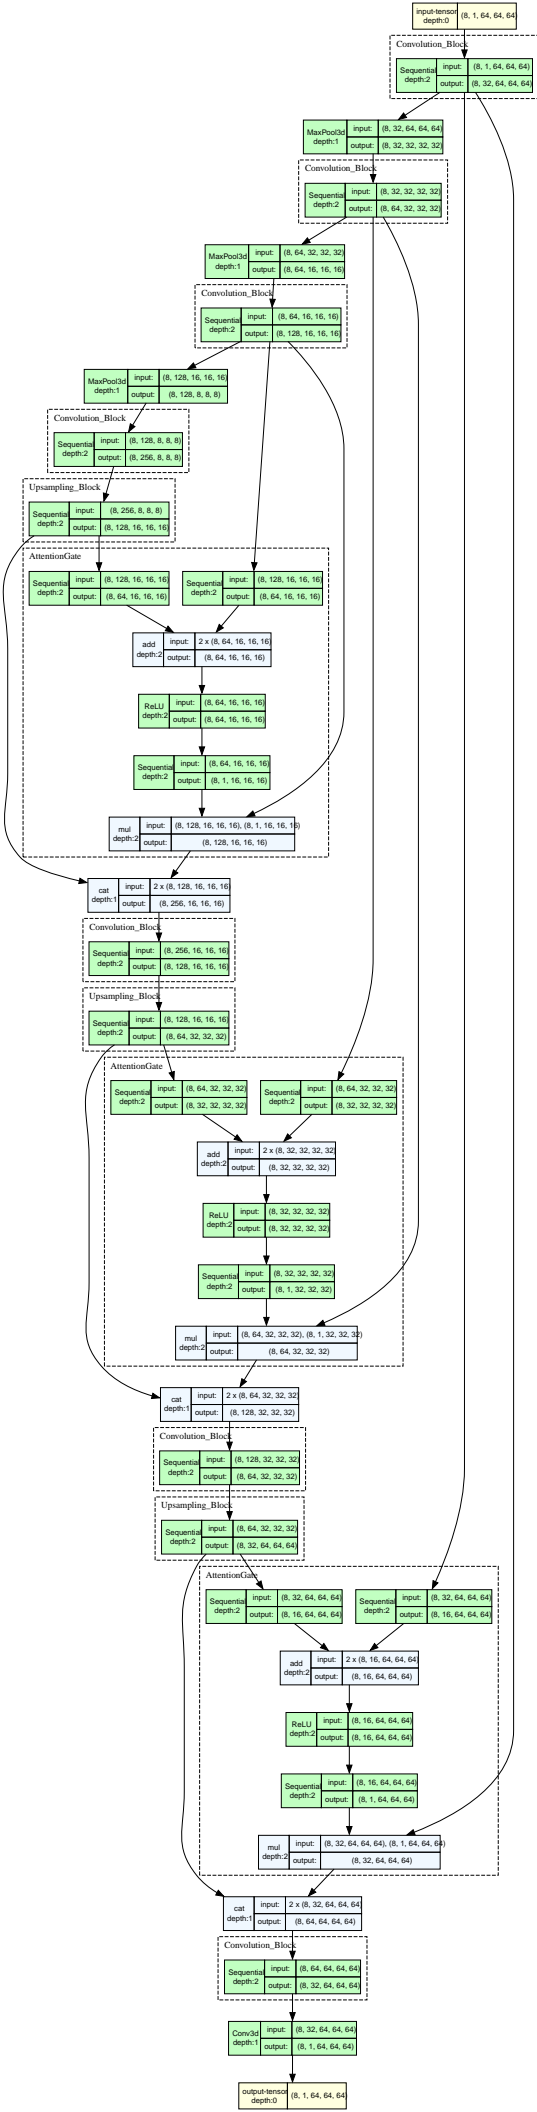 input-tensor
depth:0
(8, 1, 64, 64, 64)
Convolution_Block
Sequential
depth:2
input:
(8, 1, 64, 64, 64)
output:
(8, 32, 64, 64, 64)
MaxPool3d
depth:1
input:
(8, 32, 64, 64, 64)
output:
(8, 32, 32, 32, 32)
Convolution_Block
Sequential
depth:2
input:
(8, 32, 32, 32, 32)
output:
(8, 64, 32, 32, 32)
MaxPool3d
depth:1
input:
(8, 64, 32, 32, 32)
output:
(8, 64, 16, 16, 16)
Convolution_Block
Sequential
depth:2
input:
(8, 64, 16, 16, 16)
output:
(8, 128, 16, 16, 16)
MaxPool3d
depth:1
input:
(8, 128, 16, 16, 16)
output:
(8, 128, 8, 8, 8)
Convolution_Block
Sequential
depth:2
input:
(8, 128, 8, 8, 8)
output:
(8, 256, 8, 8, 8)
Upsampling_Block
Sequential
depth:2
input:
(8, 256, 8, 8, 8)
output:
(8, 128, 16, 16, 16)
AttentionGate
Sequential
depth:2
input:
(8, 128, 16, 16, 16)
output:
(8, 64, 16, 16, 16)
Sequential
depth:2
input:
(8, 128, 16, 16, 16)
output:
(8, 64, 16, 16, 16)
add
depth:2
input:
2 x (8, 64, 16, 16, 16)
output:
(8, 64, 16, 16, 16)
ReLU
depth:2
input:
(8, 64, 16, 16, 16)
output:
(8, 64, 16, 16, 16)
Sequential
depth:2
input:
(8, 64, 16, 16, 16)
output:
(8, 1, 16, 16, 16)
mul
depth:2
input:
(8, 128, 16, 16, 16), (8, 1, 16, 16, 16)
output:
(8, 128, 16, 16, 16)
cat
depth:1
input:
2 x (8, 128, 16, 16, 16)
output:
(8, 256, 16, 16, 16)
Convolution_Block
Sequential
depth:2
input:
(8, 256, 16, 16, 16)
output:
(8, 128, 16, 16, 16)
Upsampling_Block
Sequential
depth:2
input:
(8, 128, 16, 16, 16)
output:
(8, 64, 32, 32, 32)
AttentionGate
Sequential
depth:2
input:
(8, 64, 32, 32, 32)
output:
(8, 32, 32, 32, 32)
Sequential
depth:2
input:
(8, 64, 32, 32, 32)
output:
(8, 32, 32, 32, 32)
add
depth:2
input:
2 x (8, 32, 32, 32, 32)
output:
(8, 32, 32, 32, 32)
ReLU
depth:2
input:
(8, 32, 32, 32, 32)
output:
(8, 32, 32, 32, 32)
Sequential
depth:2
input:
(8, 32, 32, 32, 32)
output:
(8, 1, 32, 32, 32)
mul
depth:2
input:
(8, 64, 32, 32, 32), (8, 1, 32, 32, 32)
output:
(8, 64, 32, 32, 32)
cat
depth:1
input:
2 x (8, 64, 32, 32, 32)
output:
(8, 128, 32, 32, 32)
Convolution_Block
Sequential
depth:2
input:
(8, 128, 32, 32, 32)
output:
(8, 64, 32, 32, 32)
Upsampling_Block
Sequential
depth:2
input:
(8, 64, 32, 32, 32)
output:
(8, 32, 64, 64, 64)
AttentionGate
Sequential
depth:2
input:
(8, 32, 64, 64, 64)
output:
(8, 16, 64, 64, 64)
Sequential
depth:2
input:
(8, 32, 64, 64, 64)
output:
(8, 16, 64, 64, 64)
add
depth:2
input:
2 x (8, 16, 64, 64, 64)
output:
(8, 16, 64, 64, 64)
ReLU
depth:2
input:
(8, 16, 64, 64, 64)
output:
(8, 16, 64, 64, 64)
Sequential
depth:2
input:
(8, 16, 64, 64, 64)
output:
(8, 1, 64, 64, 64)
mul
depth:2
input:
(8, 32, 64, 64, 64), (8, 1, 64, 64, 64)
output:
(8, 32, 64, 64, 64)
cat
depth:1
input:
2 x (8, 32, 64, 64, 64)
output:
(8, 64, 64, 64, 64)
Convolution_Block
Sequential
depth:2
input:
(8, 64, 64, 64, 64)
output:
(8, 32, 64, 64, 64)
Conv3d
depth:1
input:
(8, 32, 64, 64, 64)
output:
(8, 1, 64, 64, 64)
output-tensor
depth:0
(8, 1, 64, 64, 64)